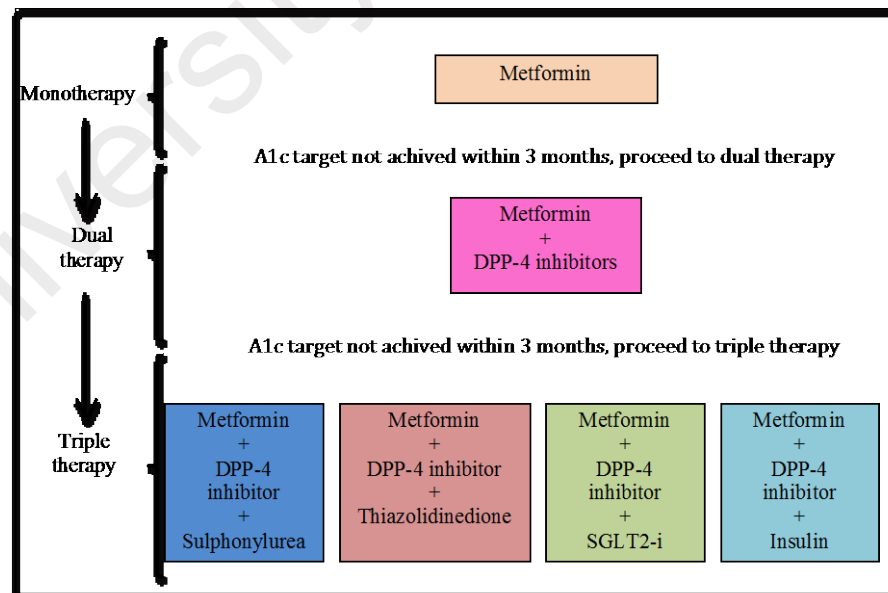 Metformin
Monotherapy
A1c target not achived within 3 months, proceed to dual therapy
Dual
therapy
Metformin
+
DPP-4 inhibitors
A1c target not achived within 3 months, proceed to triple therapy
Triple
therapy
Metformin
+
DPP-4
inhibitor
+
Sulphonylurea
Metformin
+
DPP-4 inhibitor
+
Thiazolidinedione
Metformin
+
DPP-4
inhibitor
+
SGLT2-i
Metformin
+
DPP-4
inhibitor
+
Insulin